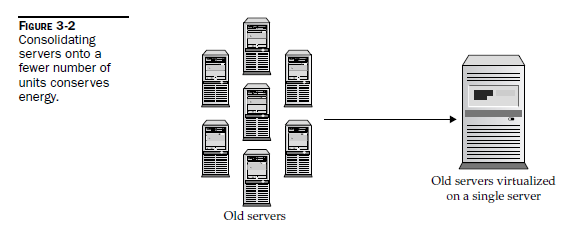 FIGURE 3-2
Consolidating
servers onto a
fewer number of
units conserves
energy.
Old servers
Old servers virtualized
on a single server